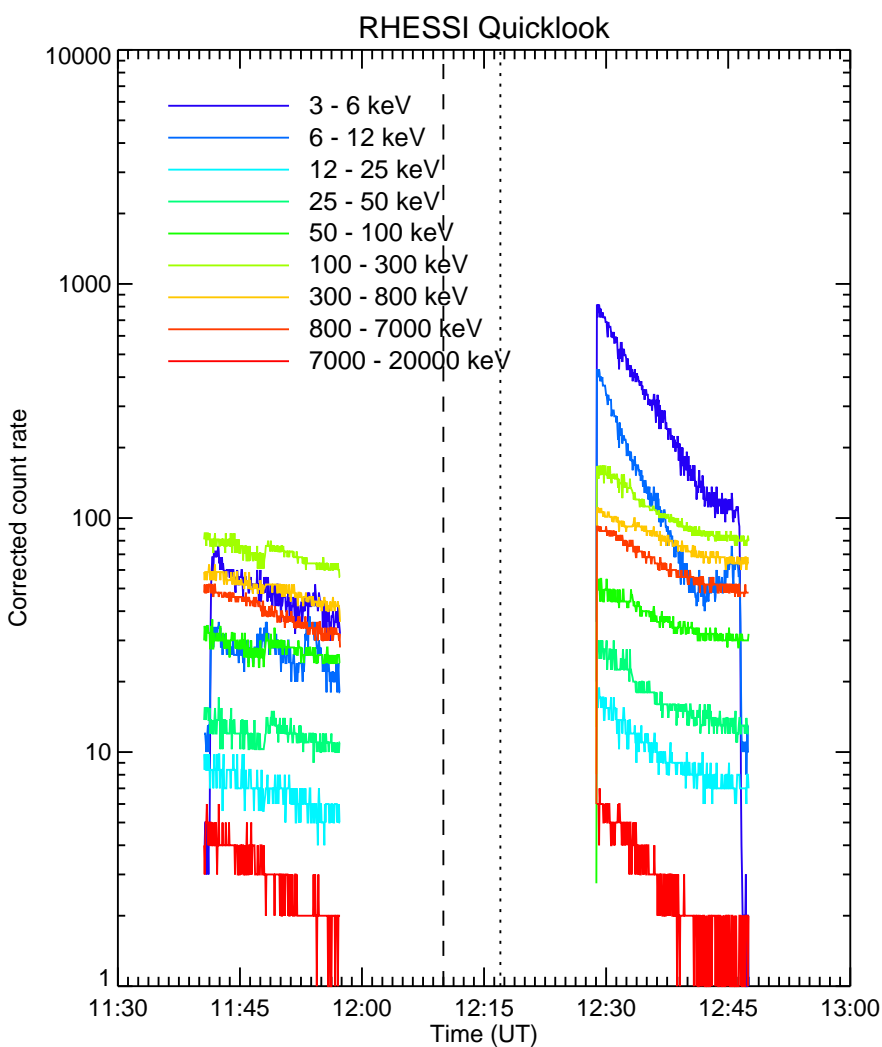 RHESSI Quicklook
10000
1000
100
10
1
Corrected count rate
3 - 6 keV
6 - 12 keV
12 - 25 keV
25 - 50 keV
50 - 100 keV
100 - 300 keV
300 - 800 keV
800 - 7000 keV
7000 - 20000 keV
11:30 11:45 12:00 12:15 12:30 12:45 13:00
Time (UT)